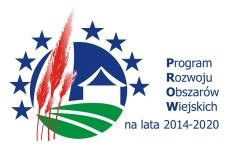 Program
Rozwoju
Obszarów
Wiejskich
na lata 2014-2020